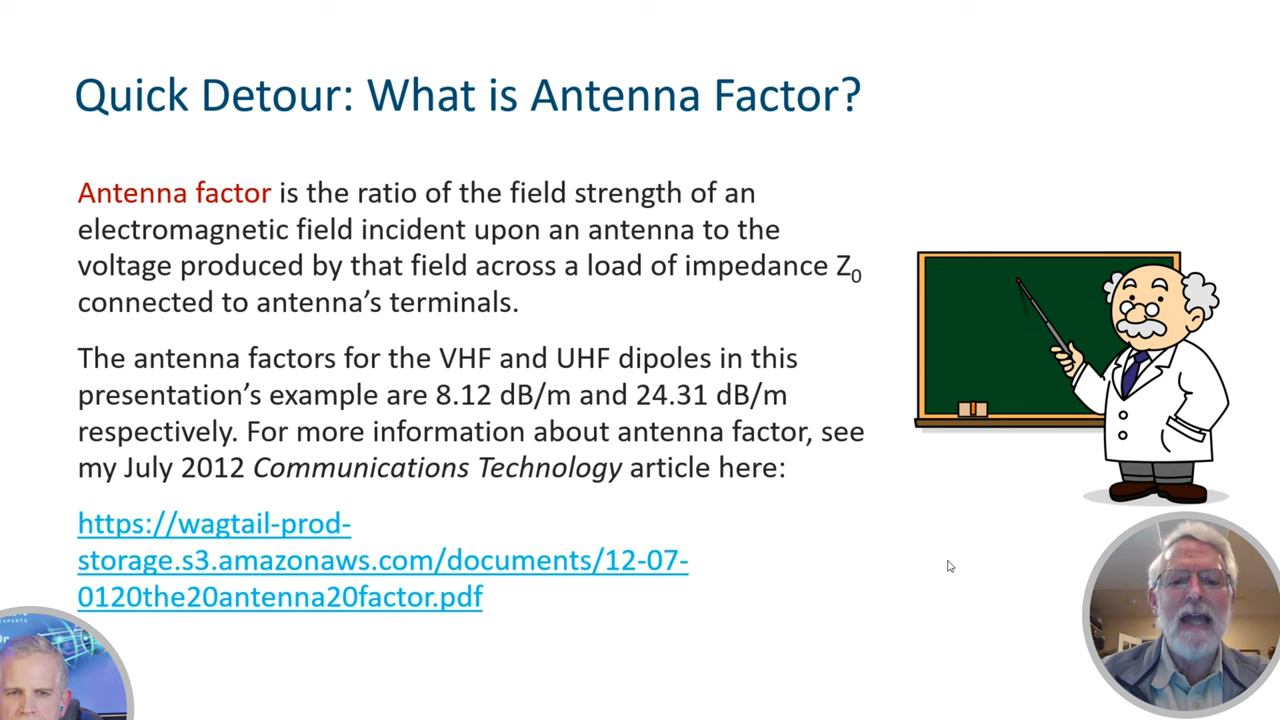 Quick Detour: What is Antenna Factor?
Antenna factor is the ratio of the field strength of an
electromagnetic field incident upon an antenna to the
voltage produced by that field across a load of impedance Z₀
connected to antenna’s terminals.
The antenna factors for the VHF and UHF dipoles in this
presentation’s example are 8.12 dB/m and 24.31 dB/m
respectively. For more information about antenna factor, see
my July 2012 Communications Technology article here:
https://wagtail-prod-
storage.s3.amazonaws.com/documents/12-07-
0120the20antenna20factor.pdf